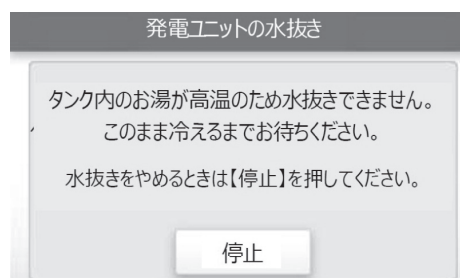 発電ユニットの水抜き
タンク内のお湯が高温のため水抜きできません。
このまま冷えるまでお待ちください。
水抜きをやめるときは【停止】を押してください。
停止